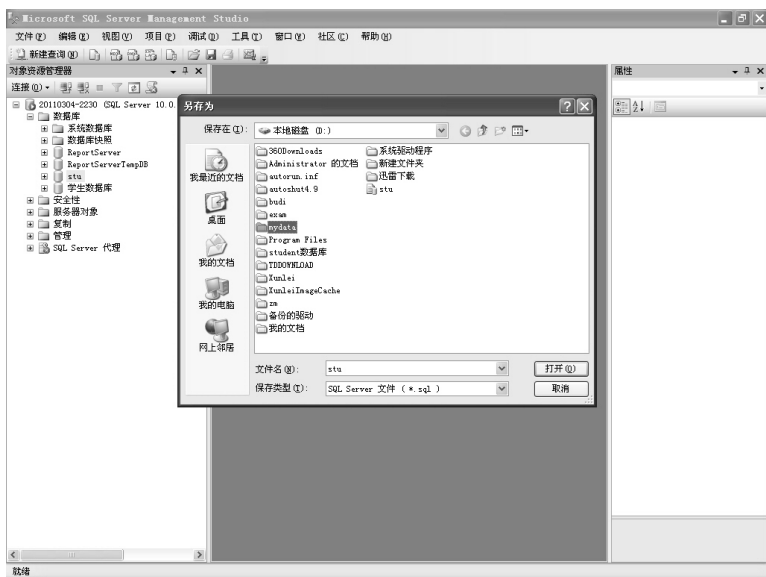 Microsoft SQL Server Management Studio
文件(F) 编辑(E) 视图(V) 项目(P) 调试(D) 工具(T) 窗口(W) 社区(C) 帮助(H)
新建查询(N)
对象资源管理器
属性
连接(O)
20110304-2230 (SQL Server 10.0.
数据库
系统数据库
数据库快照
ReportServer
ReportServerTempDB
stu
学生数据库
安全性
服务器对象
复制
管理
SQL Server 代理
另存为
保存在(I):
本地磁盘 (D:)
我最近的文档
桌面
我的文档
我的电脑
网上邻居
360Downloads
Administrator 的文档
autorun.inf
autoshut4.9
budi
exam
mydata
Program Files
student数据库
TDDOWNLOAD
Xunlei
XunleiImageCache
zm
备份的驱动
我的文档
系统驱动程序
新建文件夹
迅雷下载
stu
文件名(N):
stu
打开(O)
保存类型(T):
SQL Server 文件 (*.sql )
取消
就绪